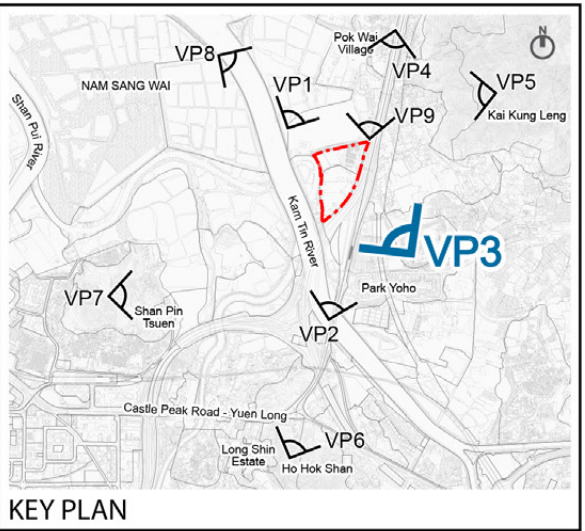 N
Pok Wai
Village
VP8
VP4
NAM SANG WAI
VP1
VP5
Kai Kung Leng
Shan Pui River
VP9
Kam Tin River
VP3
Park Yoho
VP7
Shan Pin
Tsuen
VP2
Castle Peak Road - Yuen Long
VP6
Long Shin
Estate
Ho Hok Shan
KEY PLAN